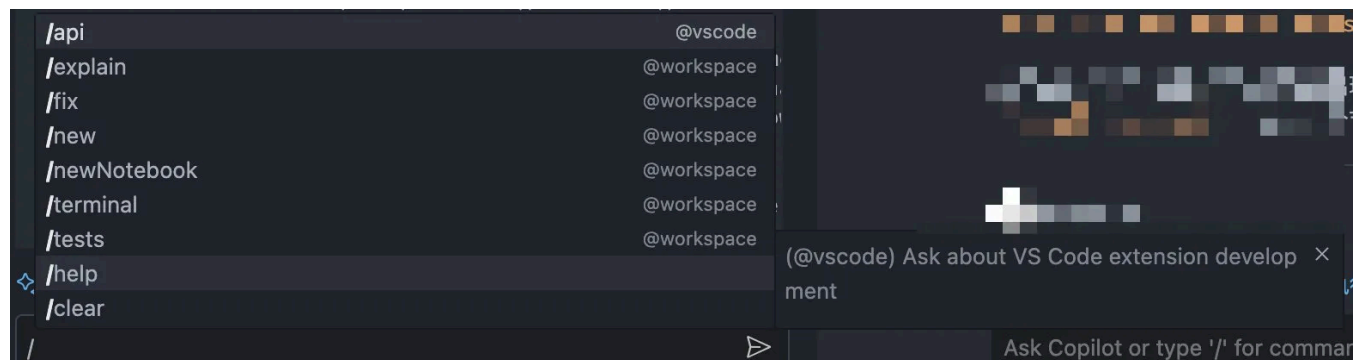 /api @vscode
/explain @workspace
/fix @workspace
/new @workspace
/newNotebook @workspace
/terminal @workspace
/tests @workspace
/help
/clear
(@vscode) Ask about VS Code extension develop
ment
/
Ask Copilot or type '/' for commar